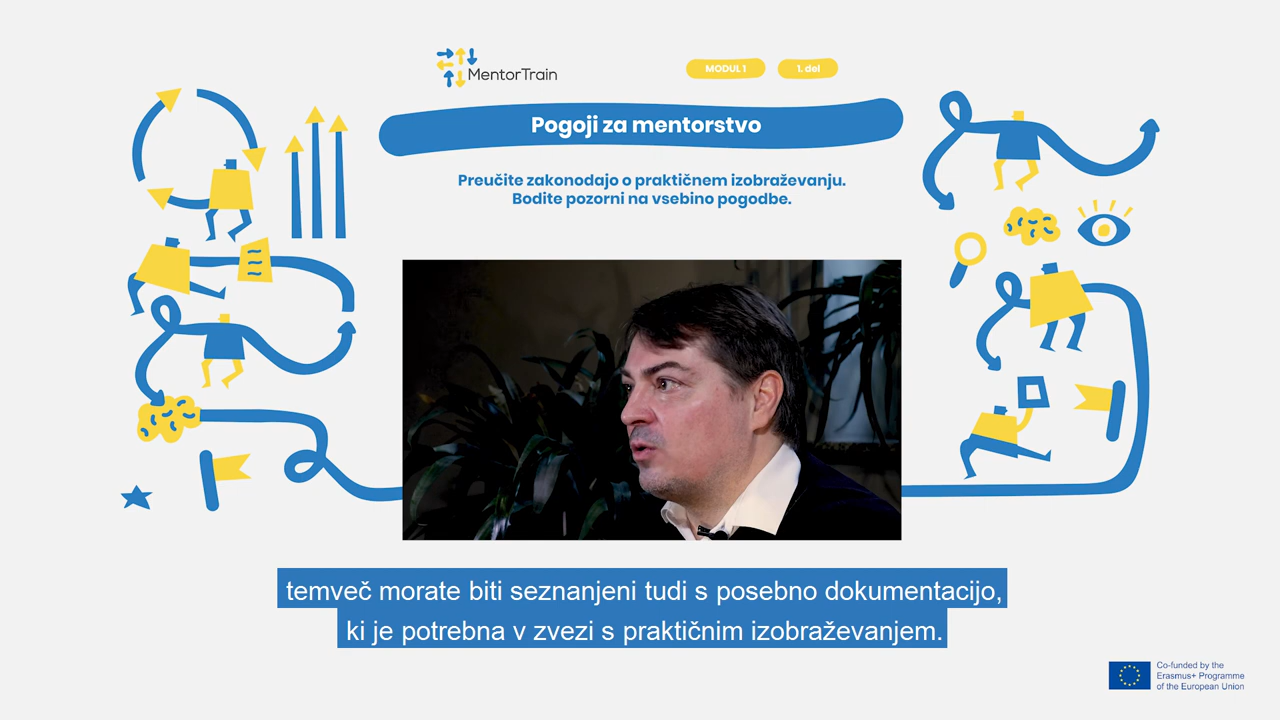 MentorTrain
MODUL 1
1. del
Pogoji za mentorstvo
Preučite zakonodajo o praktičnem izobraževanju.
Bodite pozorni na vsebino pogodbe.
temveč morate biti seznanjeni tudi s posebno dokumentacijo,
ki je potrebna v zvezi s praktičnim izobraževanjem.
Co-funded by the
Erasmus+ Programme
of the European Union